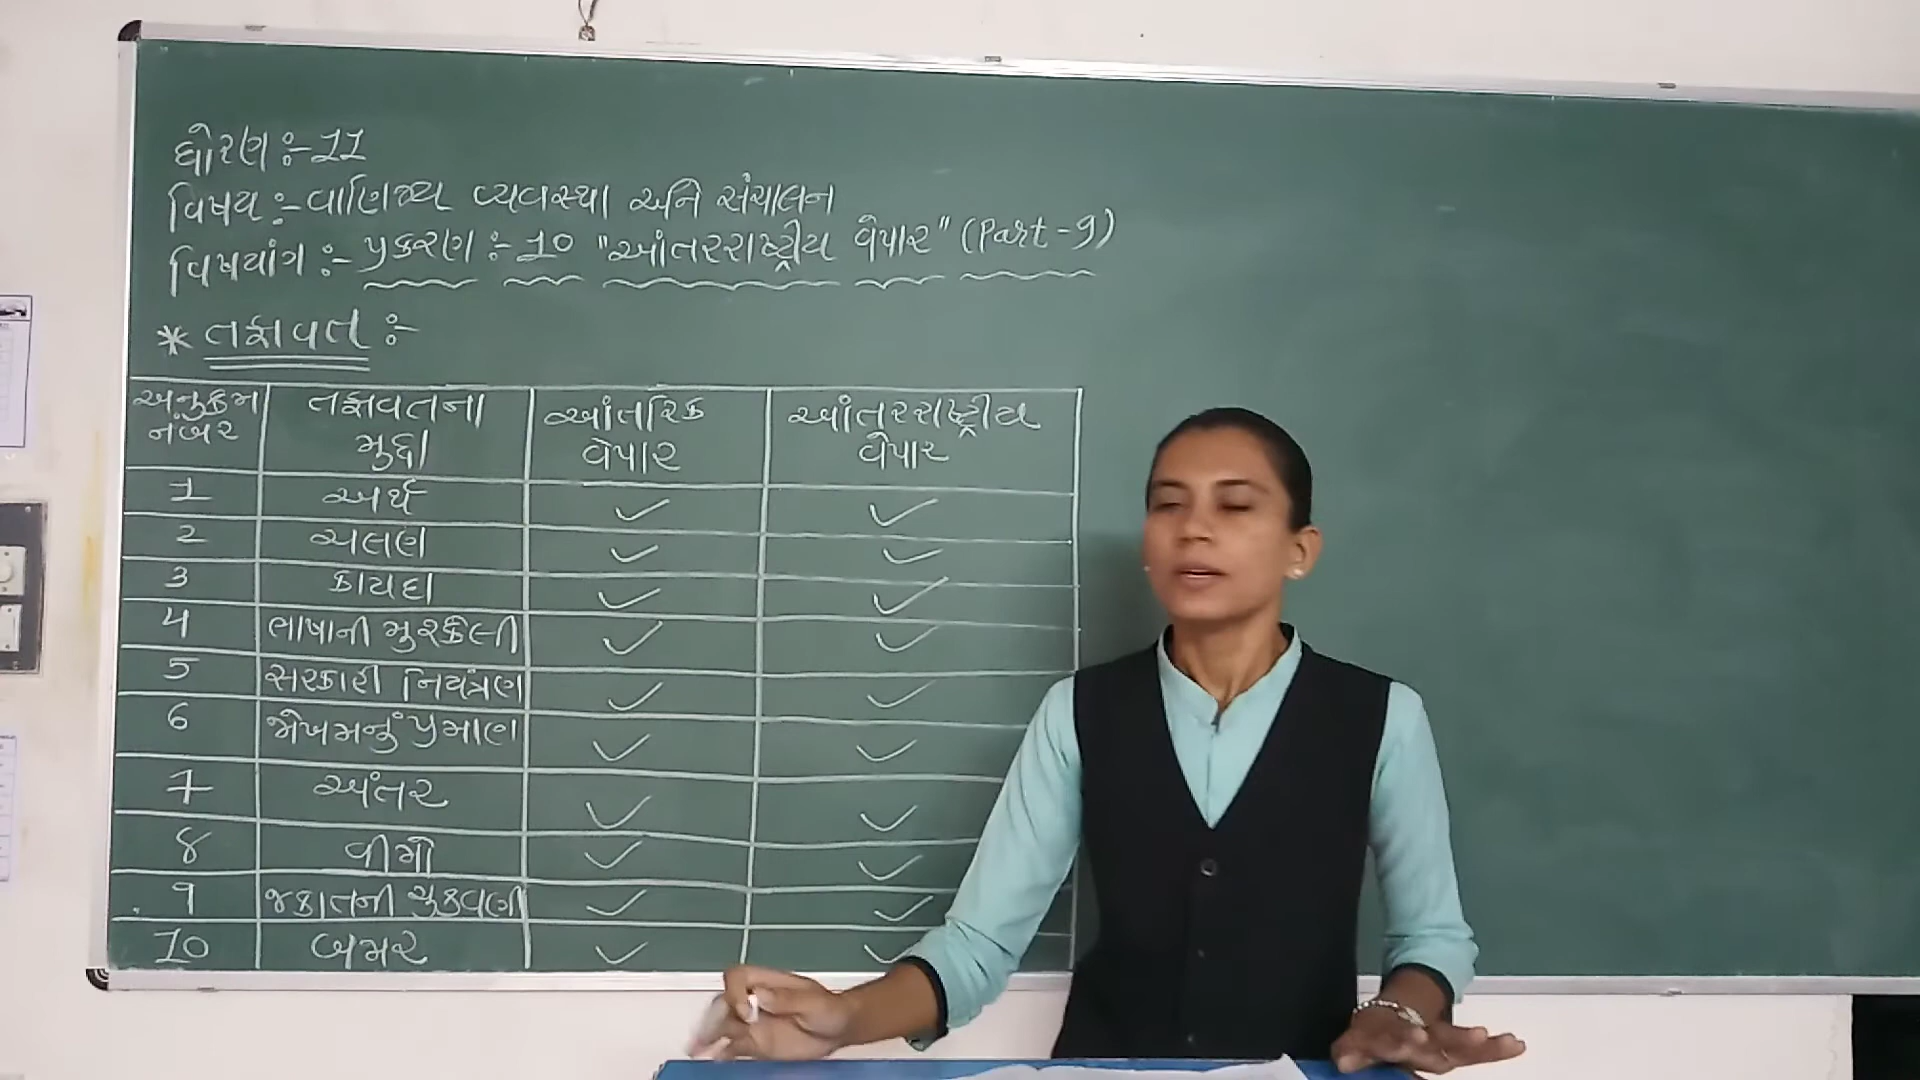 ધોરણ :- 11
વિષય :- વાણિજ્ય વ્યવસ્થા અને સંચાલન
વિષયાંગ :- પ્રકરણ :- 10 "આંતરરાષ્ટ્રીય વેપાર" (Part-9)
* તફાવત :-
અનુક્રમ નંબર તફાવતના મુદ્દા આંતરિક વેપાર આંતરરાષ્ટ્રીય વેપાર
1 અર્થ ✓ ✓
2 ચલણ ✓ ✓
3 કાયદા ✓ ✓
4 ભાષાની મુશ્કેલી ✓ ✓
5 સરકારી નિયંત્રણ ✓ ✓
6 જોખમનું પ્રમાણ ✓ ✓
7 અંતર ✓ ✓
8 વીમો ✓ ✓
9 જકાતની ચુકવણી ✓ ✓
10 બજાર ✓ ✓